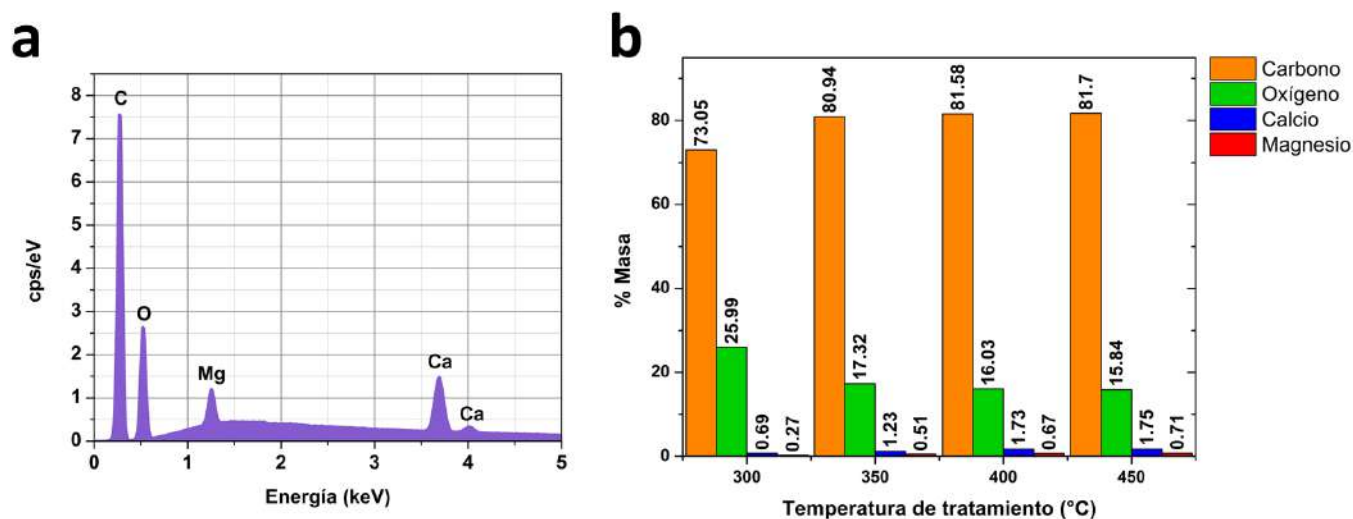 a
8
7
6
5
4
3
2
1
0
cps/eV
C
O
Mg
Ca
Ca
0 1 2 3 4 5
Energía (keV)
b
80
60
40
20
0
% Masa
73.05 25.99 0.69 0.27
80.94 17.32 1.23 0.51
81.58 16.03 1.73 0.67
81.7 15.84 1.75 0.71
300 350 400 450
Temperatura de tratamiento (°C)
Carbono
Oxígeno
Calcio
Magnesio